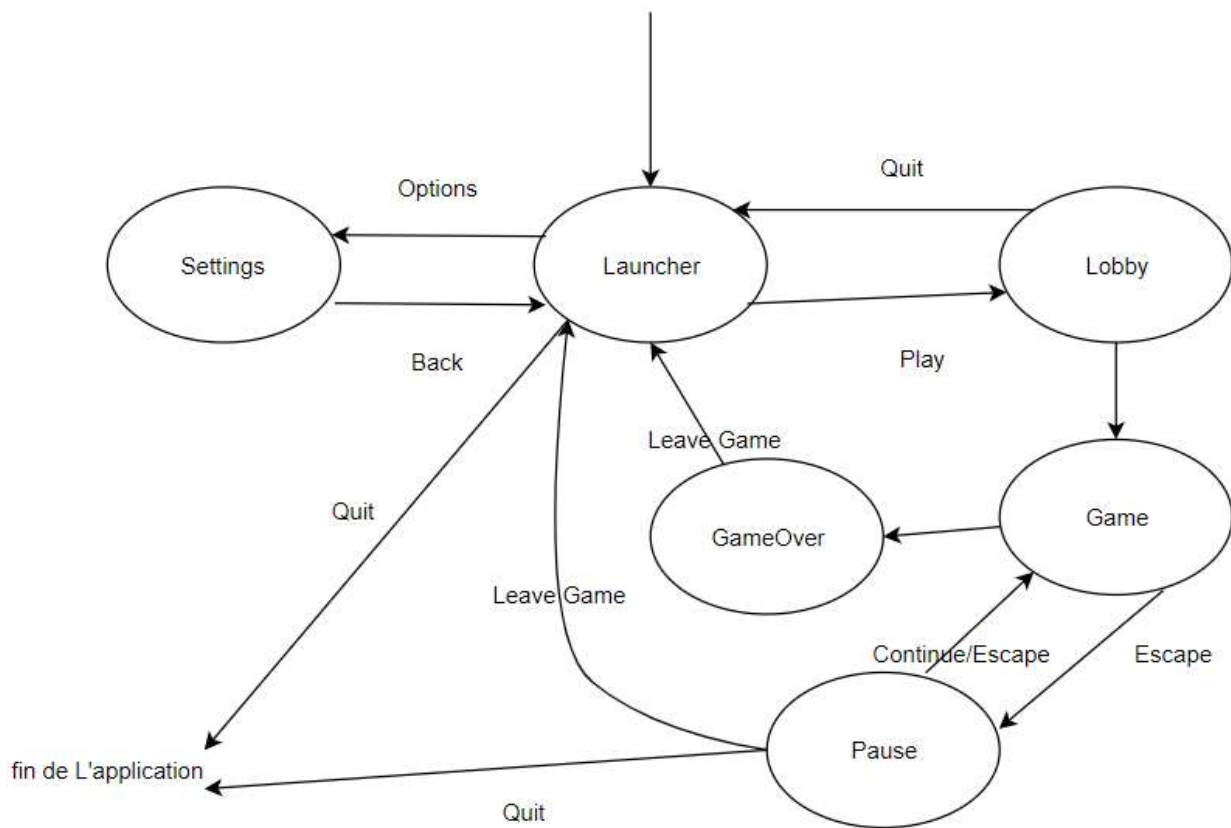 Quit
Options
Settings
Launcher
Lobby
Back
Play
Leave Game
Quit
GameOver
Game
Leave Game
Continue/Escape
Escape
Pause
fin de L'application
Quit